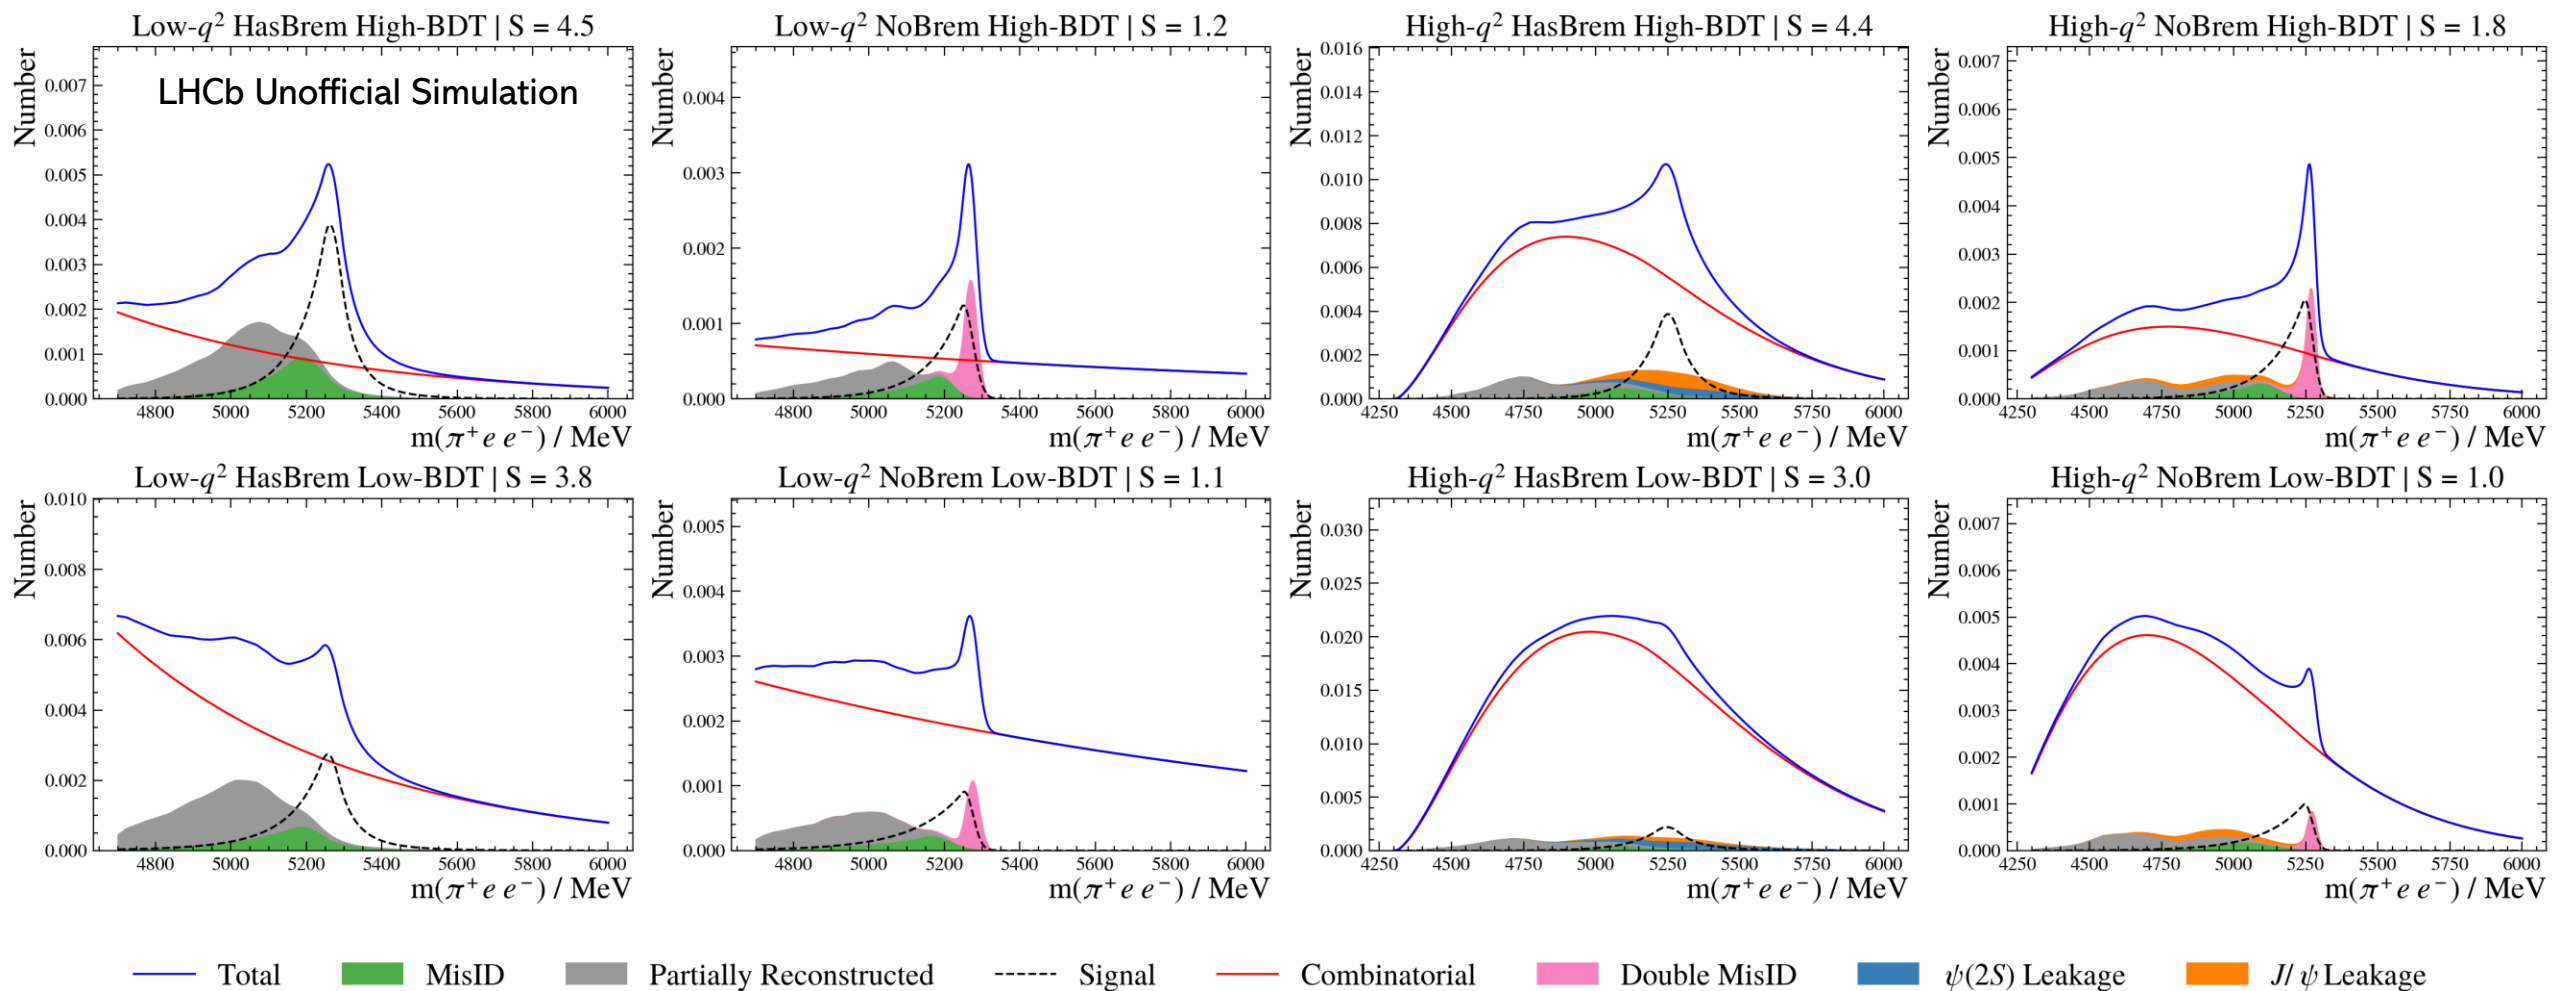 Low-q² HasBrem High-BDT | S = 4.5
LHCb Unofficial Simulation
Number
0.007
0.006
0.005
0.004
0.003
0.002
0.001
0.000
4800 5000 5200 5400 5600 5800 6000
m(π⁺e e⁻) / MeV
Low-q² NoBrem High-BDT | S = 1.2
Number
0.004
0.003
0.002
0.001
0.000
4800 5000 5200 5400 5600 5800 6000
m(π⁺e e⁻) / MeV
High-q² HasBrem High-BDT | S = 4.4
Number
0.016
0.014
0.012
0.010
0.008
0.006
0.004
0.002
0.000
4250 4500 4750 5000 5250 5500 5750 6000
m(π⁺e e⁻) / MeV
High-q² NoBrem High-BDT | S = 1.8
Number
0.007
0.006
0.005
0.004
0.003
0.002
0.001
0.000
4250 4500 4750 5000 5250 5500 5750 6000
m(π⁺e e⁻) / MeV
Low-q² HasBrem Low-BDT | S = 3.8
Number
0.010
0.008
0.006
0.004
0.002
0.000
4800 5000 5200 5400 5600 5800 6000
m(π⁺e e⁻) / MeV
Low-q² NoBrem Low-BDT | S = 1.1
Number
0.005
0.004
0.003
0.002
0.001
0.000
4800 5000 5200 5400 5600 5800 6000
m(π⁺e e⁻) / MeV
High-q² HasBrem Low-BDT | S = 3.0
Number
0.030
0.025
0.020
0.015
0.010
0.005
0.000
4250 4500 4750 5000 5250 5500 5750 6000
m(π⁺e e⁻) / MeV
High-q² NoBrem Low-BDT | S = 1.0
Number
0.007
0.006
0.005
0.004
0.003
0.002
0.001
0.000
4250 4500 4750 5000 5250 5500 5750 6000
m(π⁺e e⁻) / MeV
Total MisID Partially Reconstructed Signal Combinatorial Double MisID ψ(2S) Leakage J/ψ Leakage